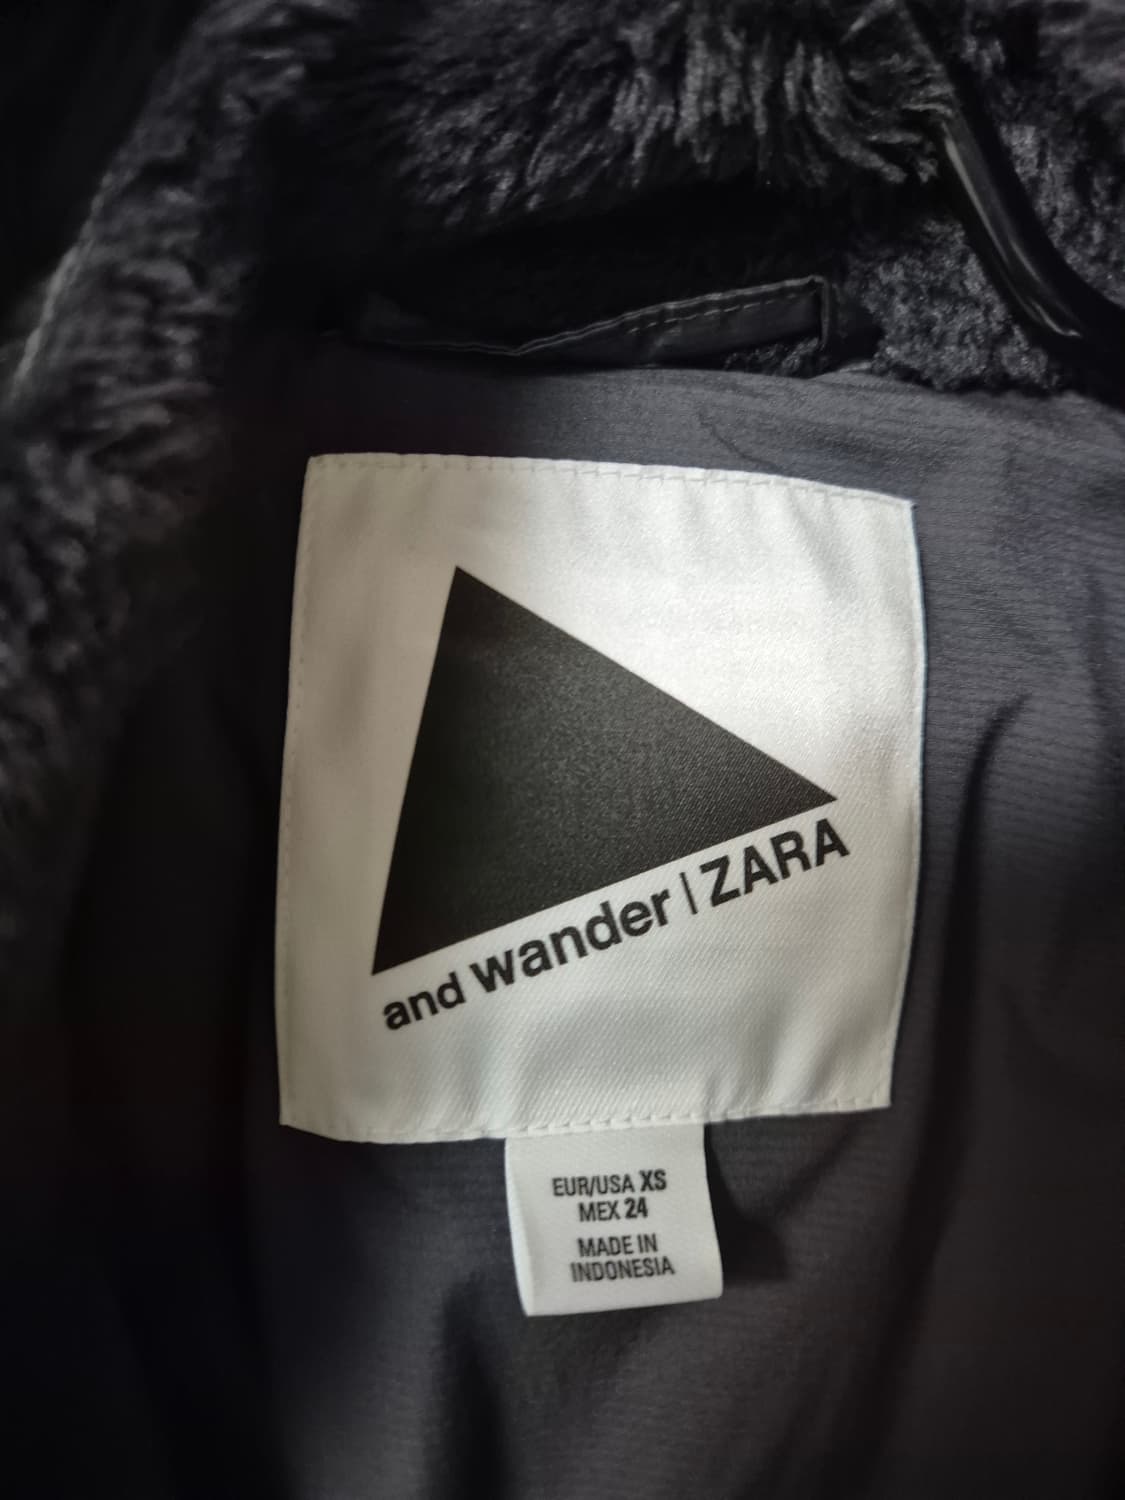 and wander | ZARA
EUR/USA XS
MEX 24
MADE IN
INDONESIA